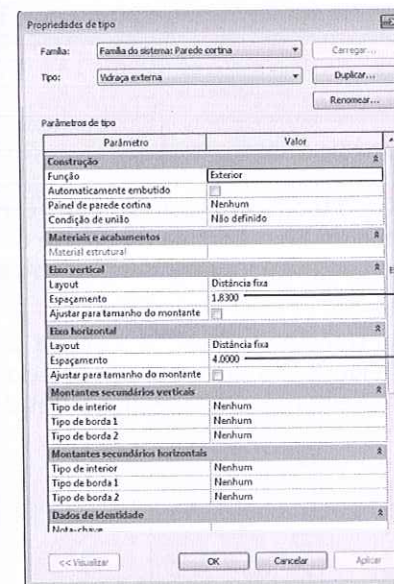 Propriedades de tipo
Família: Família do sistema: Parede cortina Carregar...
Tipo: Vidraça externa Duplicar...
Renomear...
Parâmetros de tipo
Parâmetro Valor
Construção
Função Exterior
Automaticamente embutido
Painel de parede cortina Nenhum
Condição de união Não definido
Materiais e acabamentos
Material estrutural
Eixo vertical
Layout Distância fixa
Espaçamento 1.8300
Ajustar para tamanho do montante
Eixo horizontal
Layout Distância fixa
Espaçamento 4.0000
Ajustar para tamanho do montante
Montantes secundários verticais
Tipo de interior Nenhum
Tipo de borda 1 Nenhum
Tipo de borda 2 Nenhum
Montantes secundários horizontais
Tipo de interior Nenhum
Tipo de borda 1 Nenhum
Tipo de borda 2 Nenhum
Dados de identidade
Nota-chave
<< Visualizar OK Cancelar Aplicar